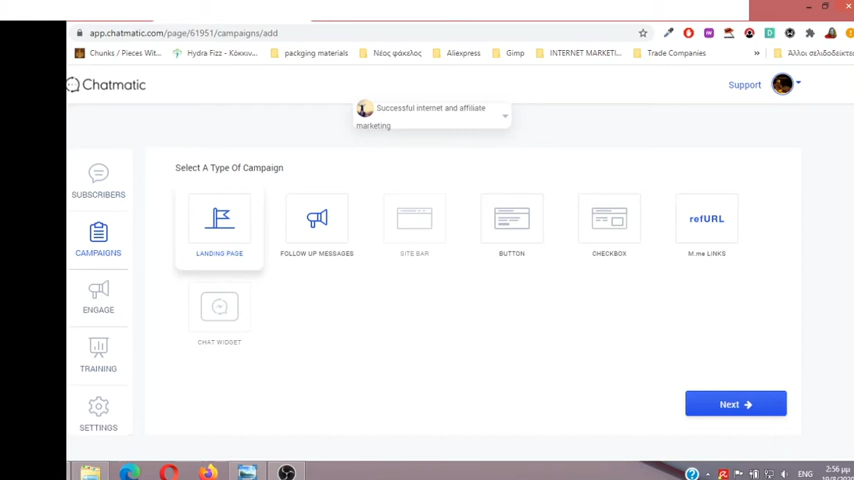 app.chatmatic.com/page/61951/campaigns/add
Chunks / Pieces Wit... Hydra Fizz - Κόκκιν... packging materials Νέος φάκελος Aliexpress Gimp INTERNET MARKETI... Trade Companies » Άλλοι σελιδοδείκτες
Chatmatic
Support
Successful internet and affiliate
marketing
Select A Type Of Campaign
SUBSCRIBERS
CAMPAIGNS
ENGAGE
TRAINING
SETTINGS
LANDING PAGE
FOLLOW UP MESSAGES
SITE BAR
BUTTON
CHECKBOX
refURL
M.me LINKS
CHAT WIDGET
Next
ENG
2:56 μμ